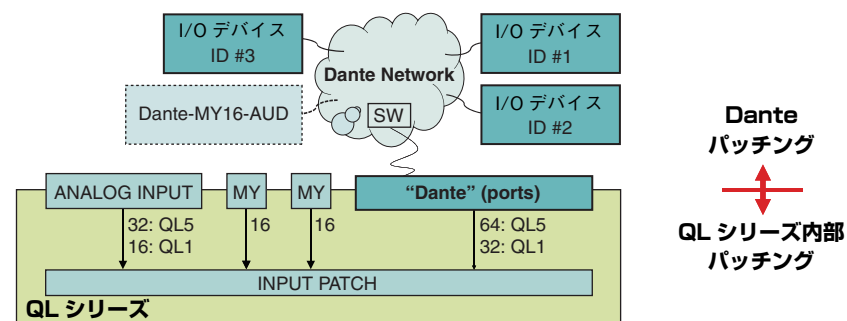 I/O デバイス
ID #3
Dante Network
I/O デバイス
ID #1
Dante-MY16-AUD
SW
I/O デバイス
ID #2
Dante
パッチング
ANALOG INPUT
MY
MY
“Dante” (ports)
32: QL5
16: QL1
16
16
64: QL5
32: QL1
QL シリーズ内部
パッチング
INPUT PATCH
QL シリーズ